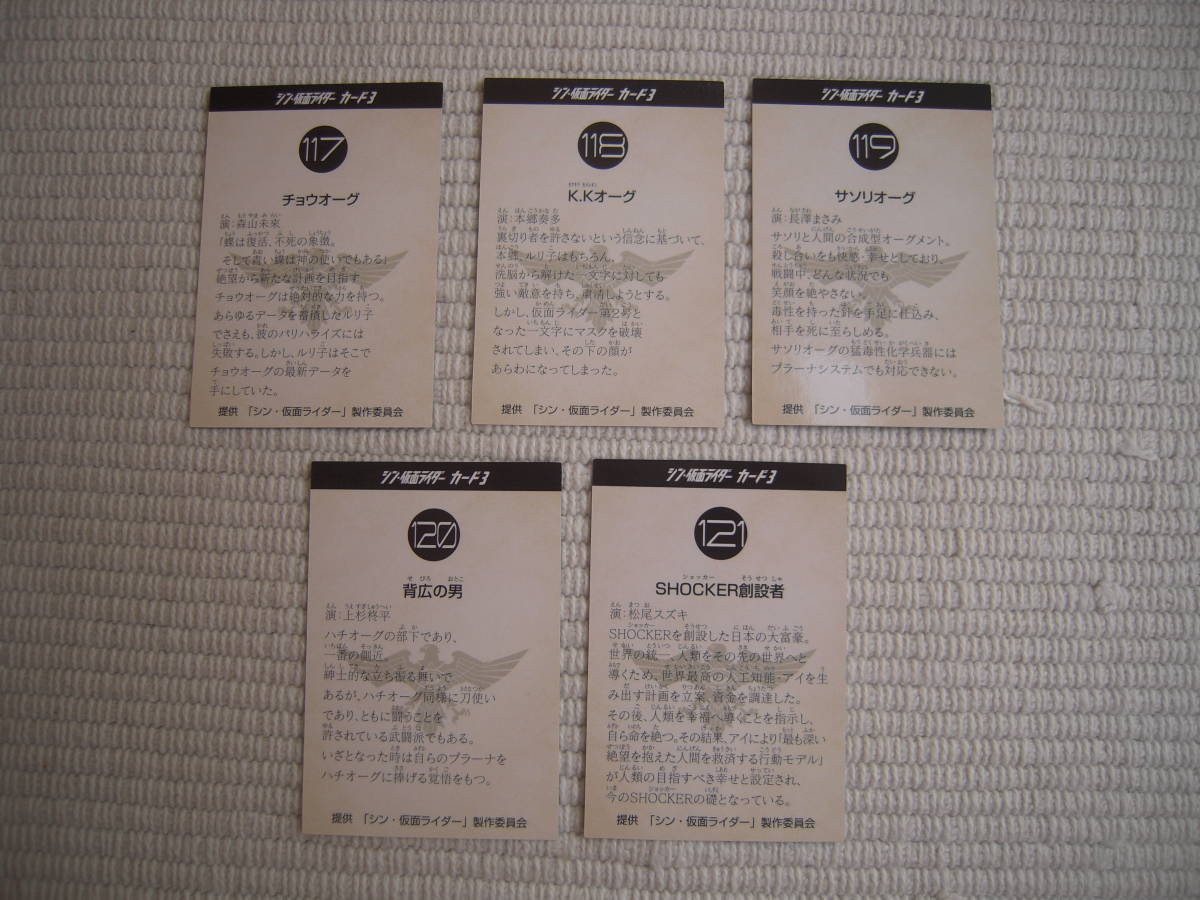 シン・仮面ライダー カード3
117
チョウオーグ
演：森山未來
「蝶は復活、不死の象徴。
そして青い蝶は神の使いでもある」
絶望から新たな計画を目指す
チョウオーグは絶対的な力を持つ。
あらゆるデータを蓄積したルリ子
でさえも、彼のパリハライズには
失敗する。しかし、ルリ子はそこで
チョウオーグの最新データを
手にしていた。
提供 「シン・仮面ライダー」製作委員会
シン・仮面ライダー カード3
118
K.Kオーグ
演：本郷奏多
裏切り者を許さないという信念に基づいて、
本郷、ルリ子はもちろん、
洗脳から解けた一文字に対しても
強い敵意を持ち、粛清しようとする。
しかし、仮面ライダー第2号と
なった一文字にマスクを破壊
されてしまい、その下の顔が
あらわになってしまった。
提供 「シン・仮面ライダー」製作委員会
シン・仮面ライダー カード3
119
サソリオーグ
演：長澤まさみ
サソリと人間の合成型オーグメント。
殺し合いをも快感・幸せとしており、
戦闘中、どんな状況でも
笑顔を絶やさない。
毒性を持った針を手足に仕込み、
相手を死に至らしめる。
サソリオーグの猛毒性化学兵器には
プラーナシステムでも対応できない。
提供 「シン・仮面ライダー」製作委員会
シン・仮面ライダー カード3
120
背広の男
演：上杉柊平
ハチオーグの部下であり、
一番の側近。
紳士的な立ち振る舞いで
あるが、ハチオーグ同様に刀使い
であり、ともに闘うことを
許されている武闘派でもある。
いざとなった時は自らのプラーナを
ハチオーグに捧げる覚悟をもつ。
提供 「シン・仮面ライダー」製作委員会
シン・仮面ライダー カード3
121
SHOCKER創設者
演：松尾スズキ
SHOCKERを創設した日本の大富豪。
世界の統一、人類をその先の世界へと
導くため、世界最高の人工知能・アイを生
み出す計画を立案、資金を調達した。
その後、人類を幸福へ導くことを指示し、
自ら命を絶つ。その結果、アイにより「最も深い
絶望を抱えた人間を救済する行動モデル」
が人類の目指すべき幸せと設定され、
今のSHOCKERの礎となっている。
提供 「シン・仮面ライダー」製作委員会